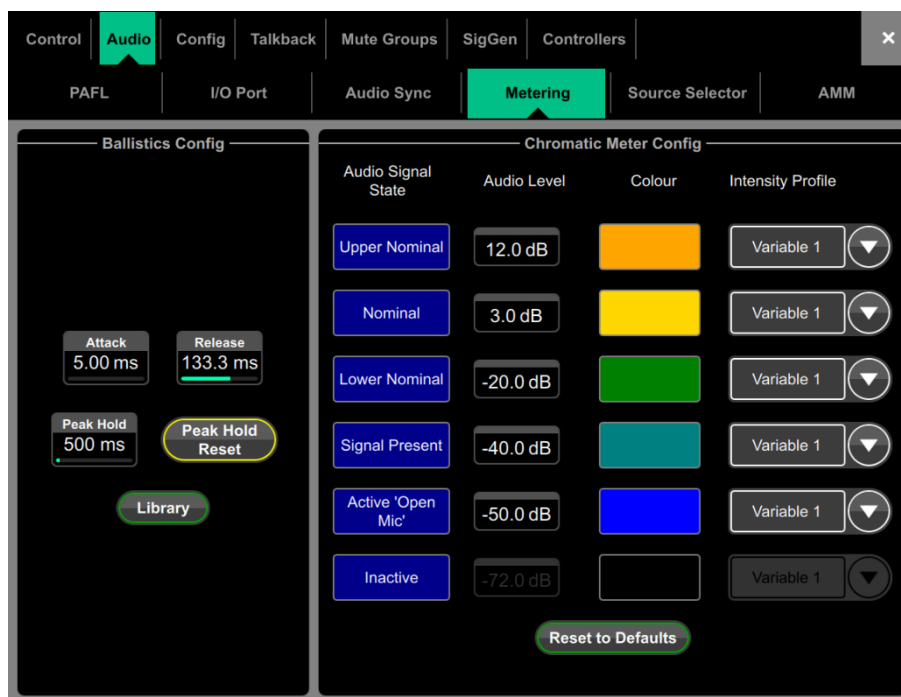 Control Audio Config Talkback Mute Groups SigGen Controllers ×
PAFL I/O Port Audio Sync Metering Source Selector AMM
Ballistics Config
Attack
5.00 ms
Release
133.3 ms
Peak Hold
500 ms
Peak Hold
Reset
Library
Chromatic Meter Config
Audio Signal
State
Audio Level
Colour
Intensity Profile
Upper Nominal 12.0 dB Variable 1
Nominal 3.0 dB Variable 1
Lower Nominal -20.0 dB Variable 1
Signal Present -40.0 dB Variable 1
Active 'Open
Mic'
-50.0 dB Variable 1
Inactive -72.0 dB Variable 1
Reset to Defaults